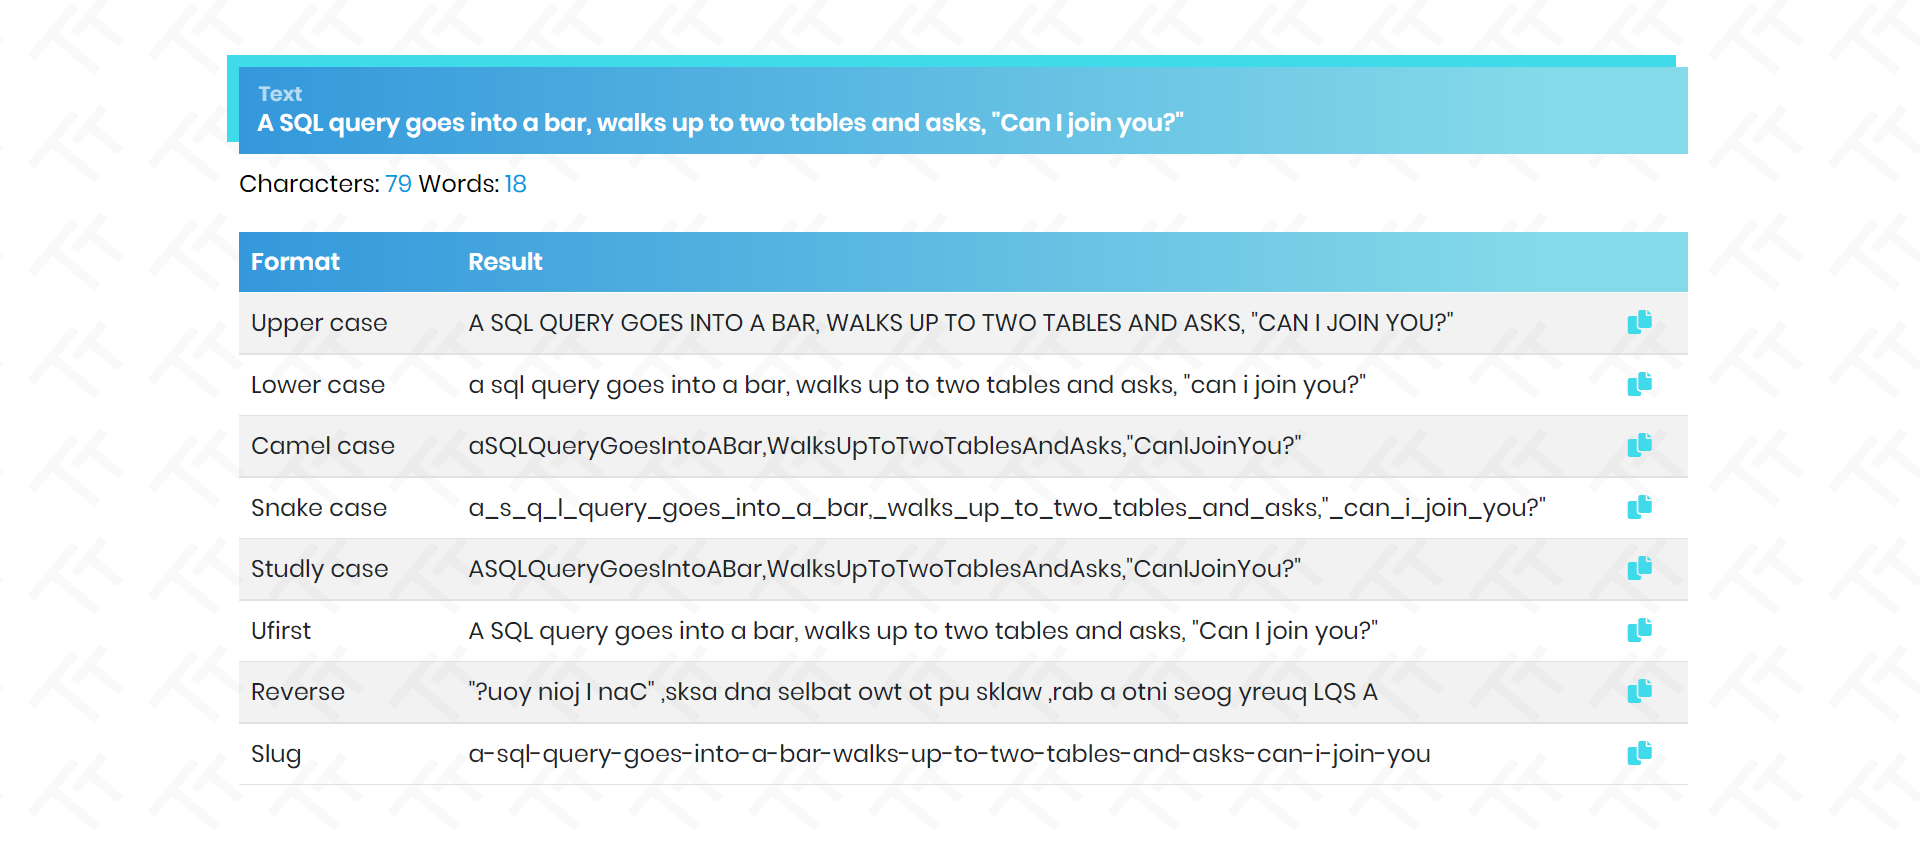 Text
A SQL query goes into a bar, walks up to two tables and asks, "Can I join you?"
Characters: 79 Words: 18
Format Result
Upper case A SQL QUERY GOES INTO A BAR, WALKS UP TO TWO TABLES AND ASKS, "CAN I JOIN YOU?"
Lower case a sql query goes into a bar, walks up to two tables and asks, "can i join you?"
Camel case aSQLQueryGoesIntoABar,WalksUpToTwoTablesAndAsks,"CanIJoinYou?"
Snake case a_s_q_l_query_goes_into_a_bar,_walks_up_to_two_tables_and_asks,"_can_i_join_you?"
Studly case ASQLQueryGoesIntoABar,WalksUpToTwoTablesAndAsks,"CanIJoinYou?"
Ufirst A SQL query goes into a bar, walks up to two tables and asks, "Can I join you?"
Reverse "?uoy nioj I naC" ,sksa dna selbat owt ot pu sklaw ,rab a otni seog yreuq LQS A
Slug a-sql-query-goes-into-a-bar-walks-up-to-two-tables-and-asks-can-i-join-you